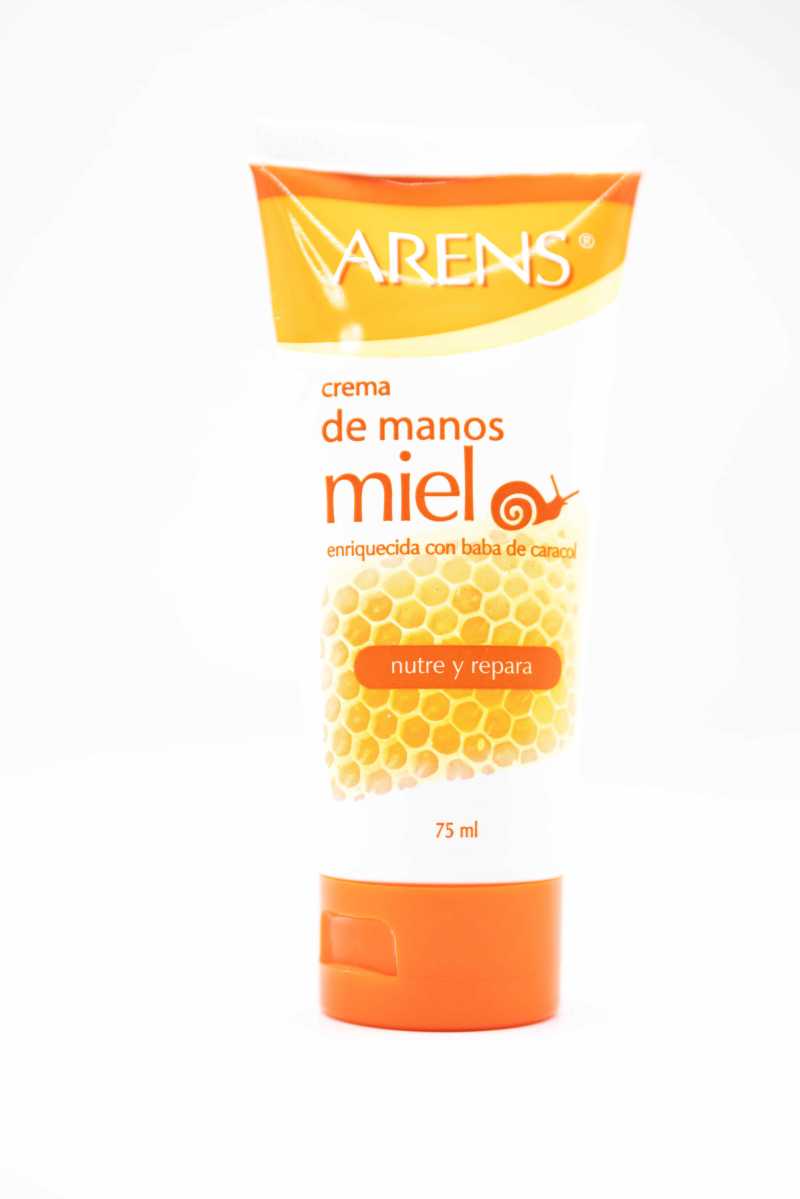 ARENS®
crema
de manos
miel
enriquecida con baba de caracol
nutre y repara
75 ml